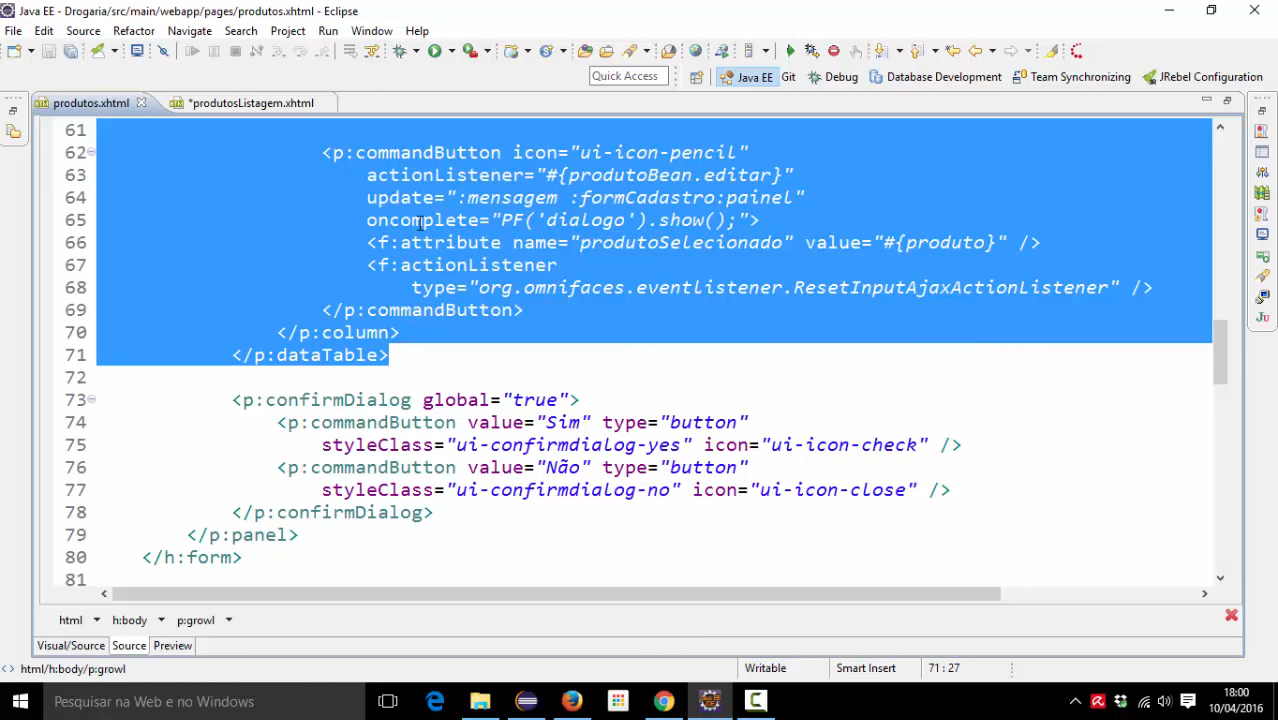 Java EE - Drogaria/src/main/webapp/pages/produtos.xhtml - Eclipse
File Edit Source Refactor Navigate Search Project Run Window Help
Quick Access Java EE Git Debug Database Development Team Synchronizing JRebel Configuration
produtos.xhtml *produtosListagem.xhtml
61
62 <p:commandButton icon="ui-icon-pencil"
63 actionListener="#{produtoBean.editar}"
64 update=":mensagem :formCadastro:painel"
65 oncomplete="PF('dialogo').show();">
66 <f:attribute name="produtoSelecionado" value="#{produto}" />
67 <f:actionListener
68 type="org.omnifaces.eventlistener.ResetInputAjaxActionListener" />
69 </p:commandButton>
70 </p:column>
71 </p:dataTable>
72
73 <p:confirmDialog global="true">
74 <p:commandButton value="Sim" type="button"
75 styleClass="ui-confirmdialog-yes" icon="ui-icon-check" />
76 <p:commandButton value="Não" type="button"
77 styleClass="ui-confirmdialog-no" icon="ui-icon-close" />
78 </p:confirmDialog>
79 </p:panel>
80 </h:form>
81
html h:body p:growl
Visual/Source Source Preview
html/h:body/p:growl Writable Smart Insert 71 : 27
Pesquisar na Web e no Windows
18:00
10/04/2016